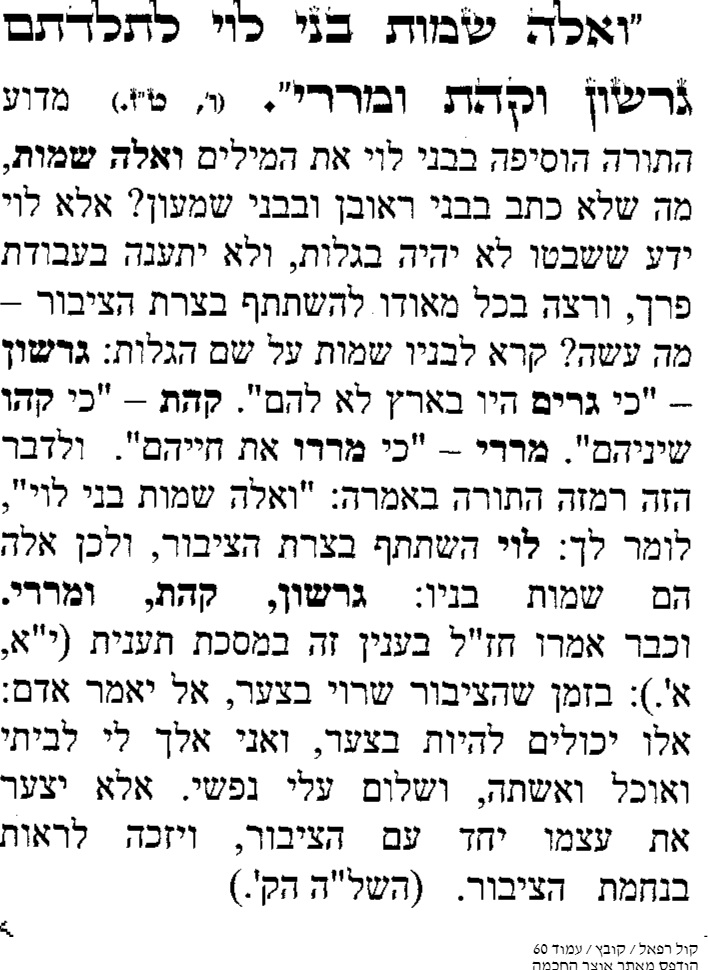 "ואלה שמות בני לוי לתלדתם
גרשון וקהת ומררי". (ו', ט"ז.) מדוע
התורה הוסיפה בבני לוי את המילים ואלה שמות,
מה שלא כתב בבני ראובן ובבני שמעון? אלא לוי
ידע ששבטו לא יהיה בגלות, ולא יתענה בעבודת
פרך, ורצה בכל מאודו להשתתף בצרת הציבור –
מה עשה? קרא לבניו שמות על שם הגלות: גרשון
– "כי גרים היו בארץ לא להם". קהת – "כי קהו
שיניהם". מררי – "כי מררו את חייהם". ולדבר
הזה רמזה התורה באמרה: "ואלה שמות בני לוי",
לומר לך: לוי השתתף בצרת הציבור, ולכן אלה
הם שמות בניו: גרשון, קהת, ומררי.
וכבר אמרו חז"ל בענין זה במסכת תענית (י"א,
א'.): בזמן שהציבור שרוי בצער, אל יאמר אדם:
אלו יכולים להיות בצער, ואני אלך לי לביתי
ואוכל ואשתה, ושלום עלי נפשי. אלא יצער
את עצמו יחד עם הציבור, ויזכה לראות
בנחמת הציבור. (השל"ה הק'.)
קול רפאל / קובץ / עמוד 60
הודפס מאתר אוצר החכמה